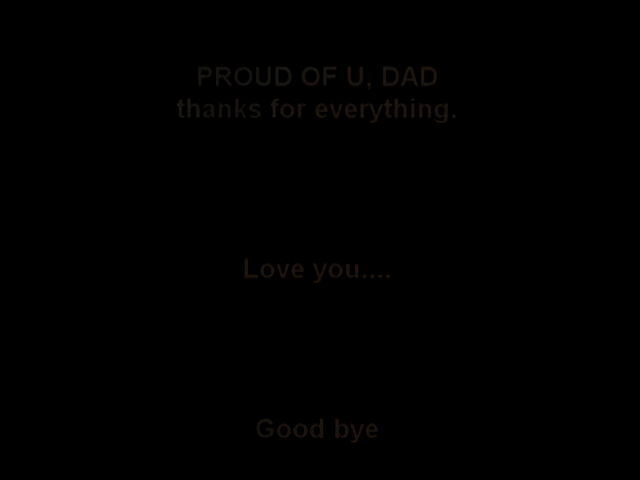 PROUD OF U, DAD
thanks for everything.
Love you....
Good bye